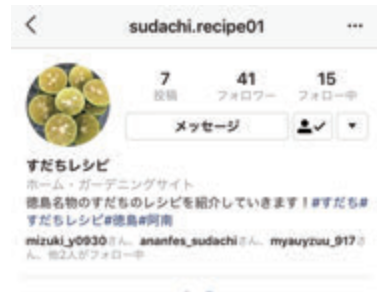 sudachi.recipe01
7 41 15
投稿 フォロワー フォロー中
メッセージ
すだちレシピ
ホーム・ガーデニングサイト
徳島名物のすだちのレシピを紹介していきます！#すだち#
すだちレシピ#徳島#阿南
mizuki_y0930さん、ananfes_sudachiさん、myauyzuu_917さ
ん、他2人がフォロー中